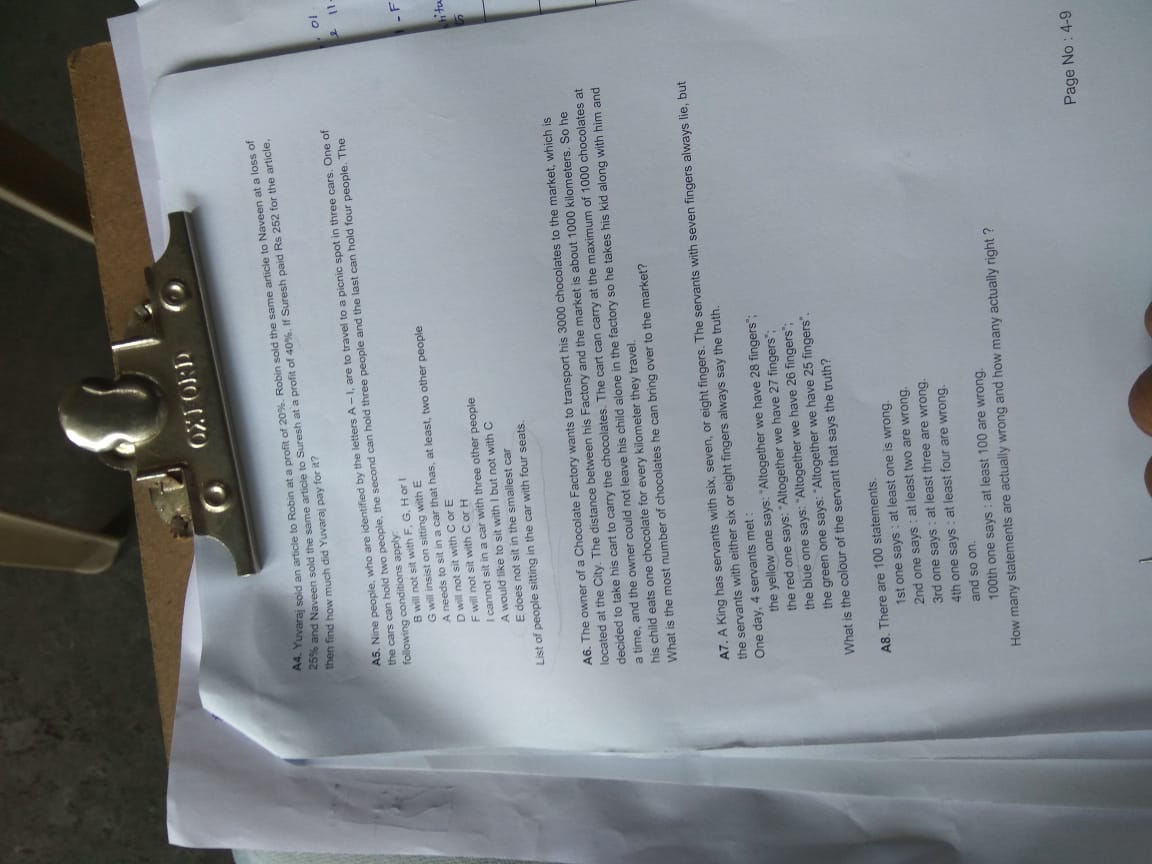 OXFORD
A4. Yuvaraj sold an article to Robin at a profit of 20%. Robin sold the same article to Naveen at a loss of
25% and Naveen sold the same article to Suresh at a profit of 40%. If Suresh paid Rs 252 for the article,
then find how much did Yuvaraj pay for it?
A5. Nine people, who are identified by the letters A – I, are to travel to a picnic spot in three cars. One of
the cars can hold two people, the second can hold three people and the last can hold four people. The
following conditions apply:
B will not sit with F, G, H or I
G will insist on sitting with E
A needs to sit in a car that has, at least, two other people
D will not sit with C or E
F will not sit with C or H
I cannot sit in a car with three other people
A would like to sit with I but not with C
E does not sit in the smallest car
List of people sitting in the car with four seats.
A6. The owner of a Chocolate Factory wants to transport his 3000 chocolates to the market, which is
located at the City. The distance between his Factory and the market is about 1000 kilometers. So he
decided to take his cart to carry the chocolates. The cart can carry at the maximum of 1000 chocolates at
a time, and the owner could not leave his child alone in the factory so he takes his kid along with him and
his child eats one chocolate for every kilometer they travel.
What is the most number of chocolates he can bring over to the market?
A7. A King has servants with six, seven, or eight fingers. The servants with seven fingers always lie, but
the servants with either six or eight fingers always say the truth.
One day, 4 servants met :
the yellow one says: "Altogether we have 28 fingers";
the red one says: "Altogether we have 27 fingers";
the blue one says: "Altogether we have 26 fingers";
the green one says: "Altogether we have 25 fingers".
What is the colour of the servant that says the truth?
A8. There are 100 statements.
1st one says : at least one is wrong.
2nd one says : at least two are wrong.
3rd one says : at least three are wrong.
4th one says : at least four are wrong.
and so on.
100th one says : at least 100 are wrong.
How many statements are actually wrong and how many actually right ?
Page No : 4-9